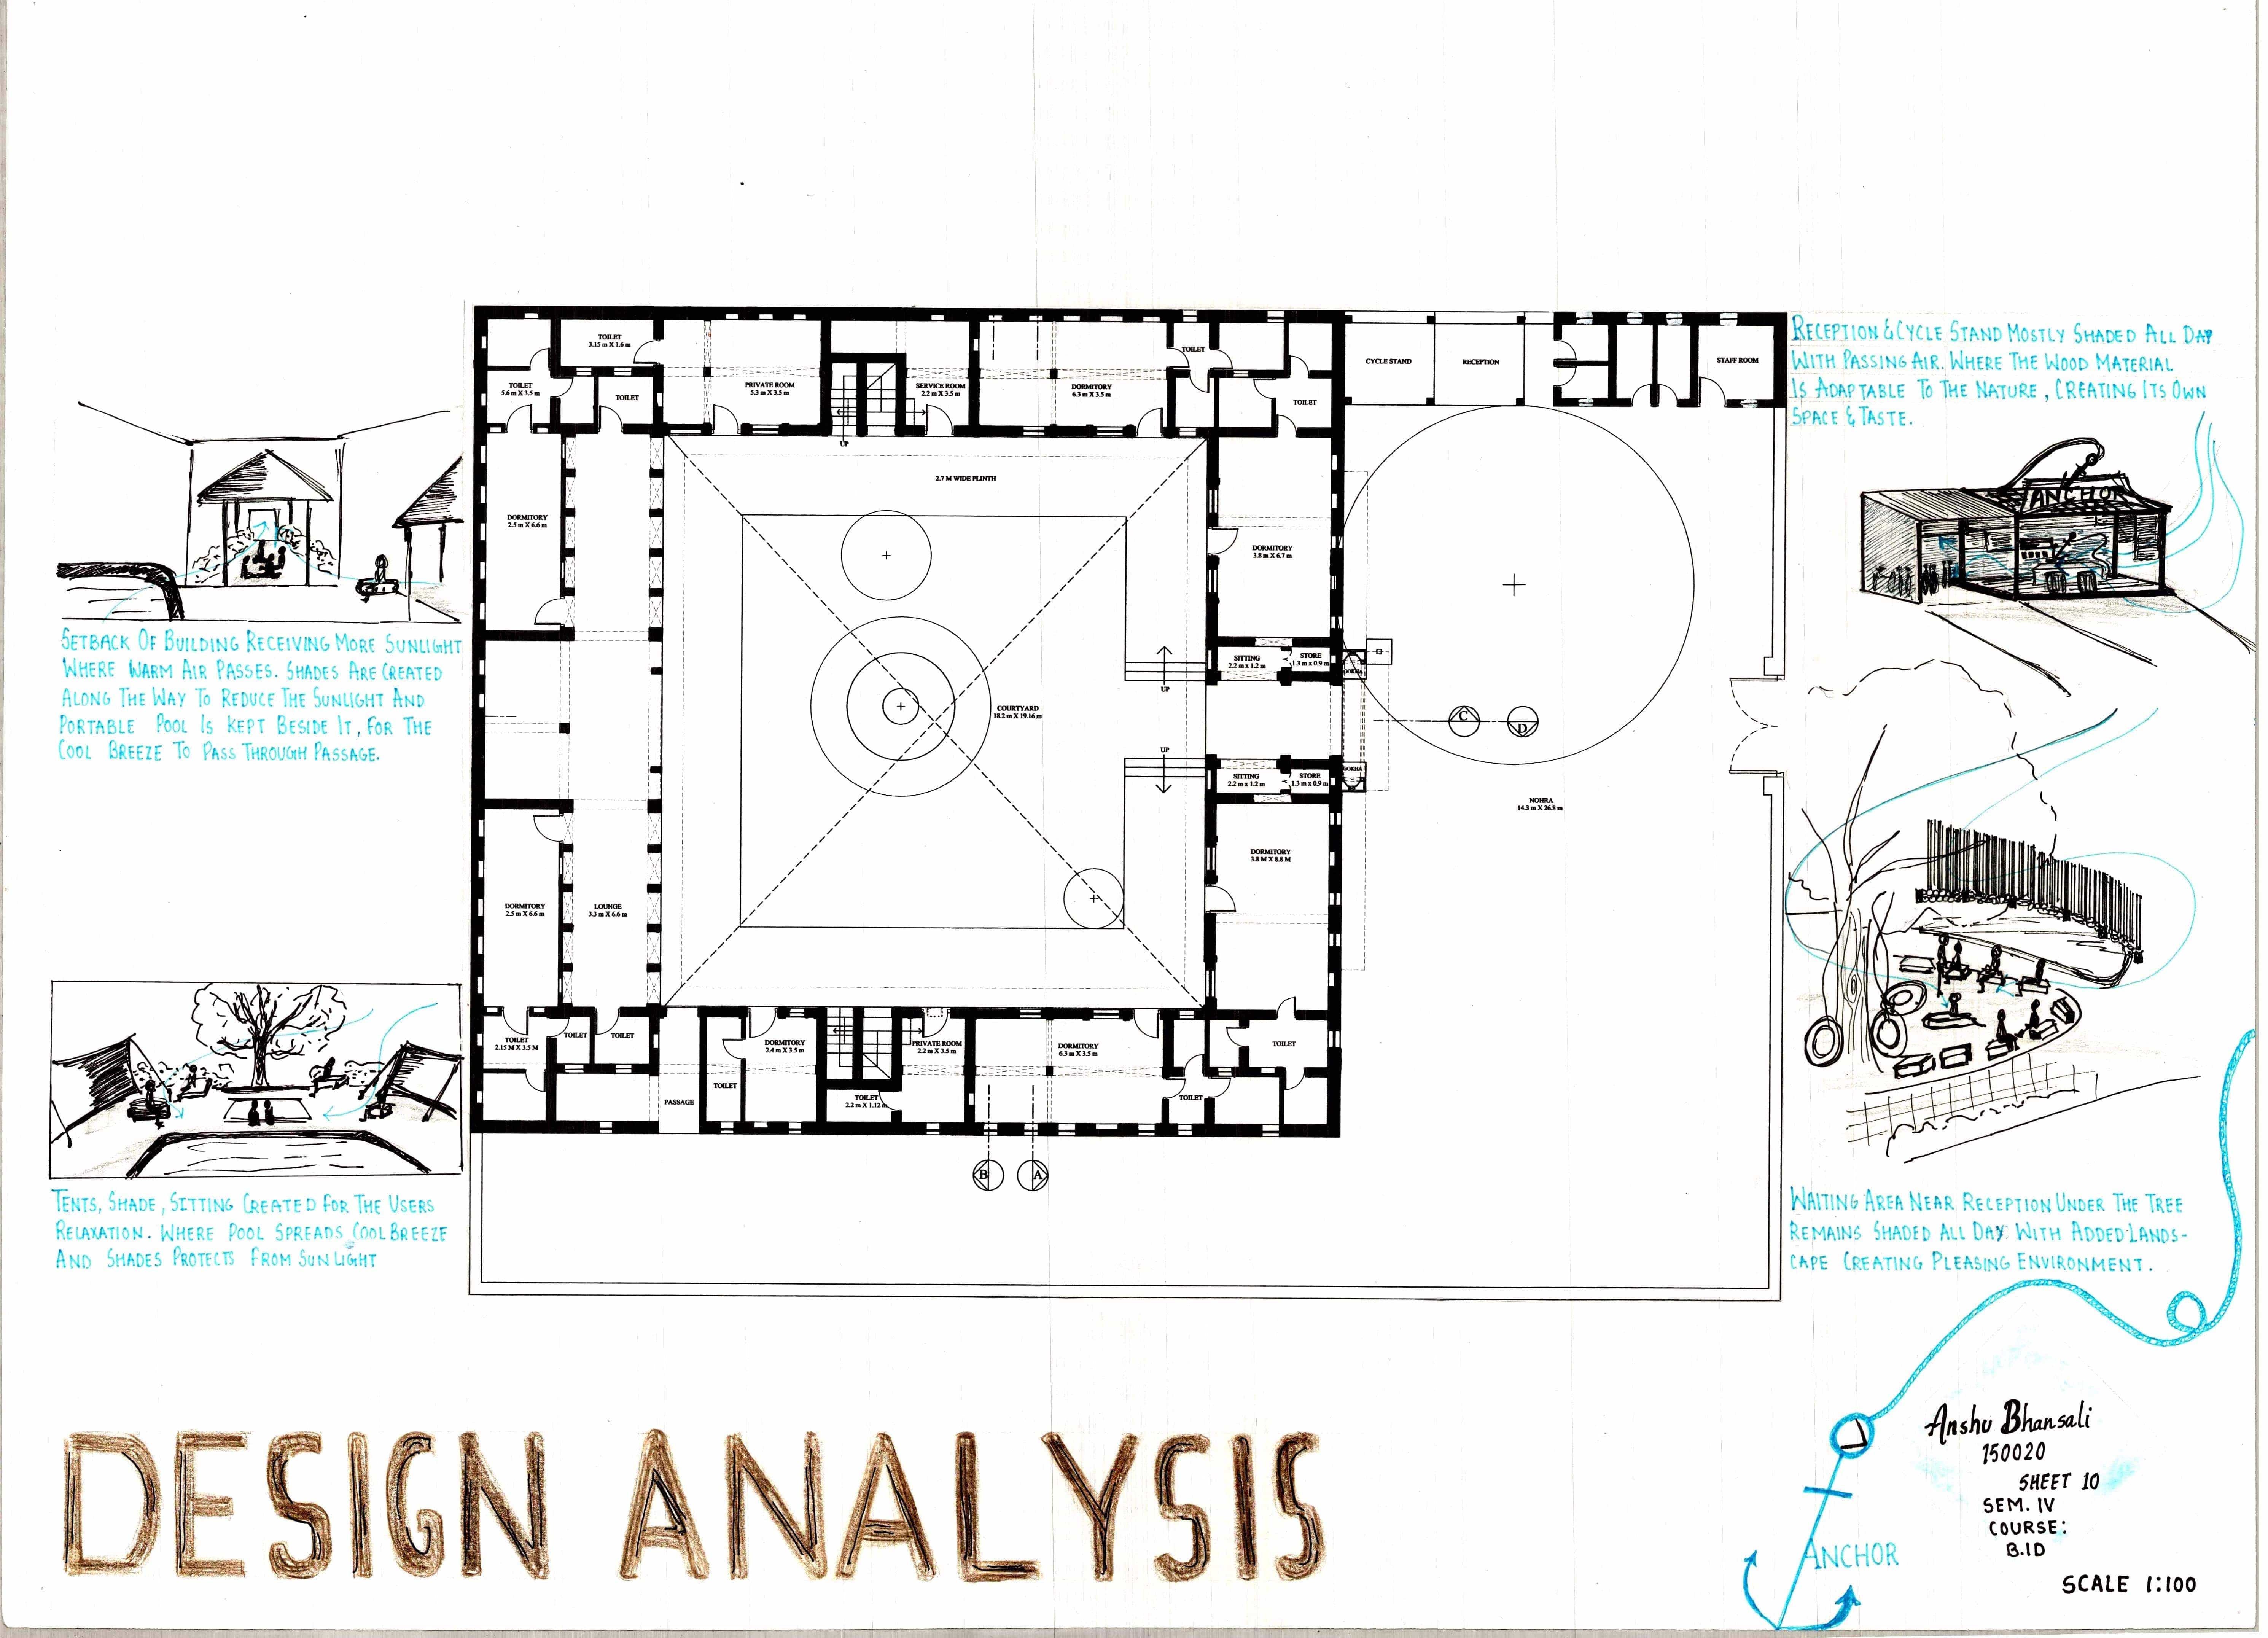 TOILET
3.15 m X 1.6 m
TOILET
5.6 m X 3.5 m
TOILET
PRIVATE ROOM
5.3 m X 3.5 m
UP
SERVICE ROOM
2.2 m X 3.5 m
DORMITORY
6.3 m X 3.5 m
TOILET
TOILET
CYCLE STAND
RECEPTION
STAFF ROOM
RECEPTION & CYCLE STAND MOSTLY SHADED ALL DAY
WITH PASSING AIR. WHERE THE WOOD MATERIAL
IS ADAPTABLE TO THE NATURE, CREATING ITS OWN
SPACE & TASTE.
ANCHOR
2.7 M WIDE PLINTH
DORMITORY
2.5 m X 6.6 m
DORMITORY
3.8 m X 6.7 m
SETBACK OF BUILDING RECEIVING MORE SUNLIGHT
WHERE WARM AIR PASSES. SHADES ARE CREATED
ALONG THE WAY TO REDUCE THE SUNLIGHT AND
PORTABLE POOL IS KEPT BESIDE IT, FOR THE
COOL BREEZE TO PASS THROUGH PASSAGE.
SITTING
2.2 m x 1.2 m
STORE
1.3 m x 0.9 m
GOKHA
UP
COURTYARD
18.2 m X 19.16 m
C
D
UP
SITTING
2.2 m x 1.2 m
STORE
1.3 m x 0.9 m
GOKHA
NOHRA
14.3 m X 26.8 m
DORMITORY
3.8 M X 8.8 M
DORMITORY
2.5 m X 6.6 m
LOUNGE
3.3 m X 6.6 m
TOILET
2.15 M X 3.5 M
TOILET
TOILET
PASSAGE
TOILET
DORMITORY
2.4 m X 3.5 m
PRIVATE ROOM
2.2 m X 3.5 m
TOILET
2.2 m X 1.12 m
DORMITORY
6.3 m X 3.5 m
TOILET
TOILET
B
A
TENTS, SHADE, SITTING CREATED FOR THE USERS
RELAXATION. WHERE POOL SPREADS COOL BREEZE
AND SHADES PROTECTS FROM SUNLIGHT
WAITING AREA NEAR RECEPTION UNDER THE TREE
REMAINS SHADED ALL DAY. WITH ADDED LANDS-
CAPE CREATING PLEASING ENVIRONMENT.
DESIGN ANALYSIS
ANCHOR
Anshu Bhansali
150020
SHEET 10
SEM. IV
COURSE:
B.ID
SCALE 1:100